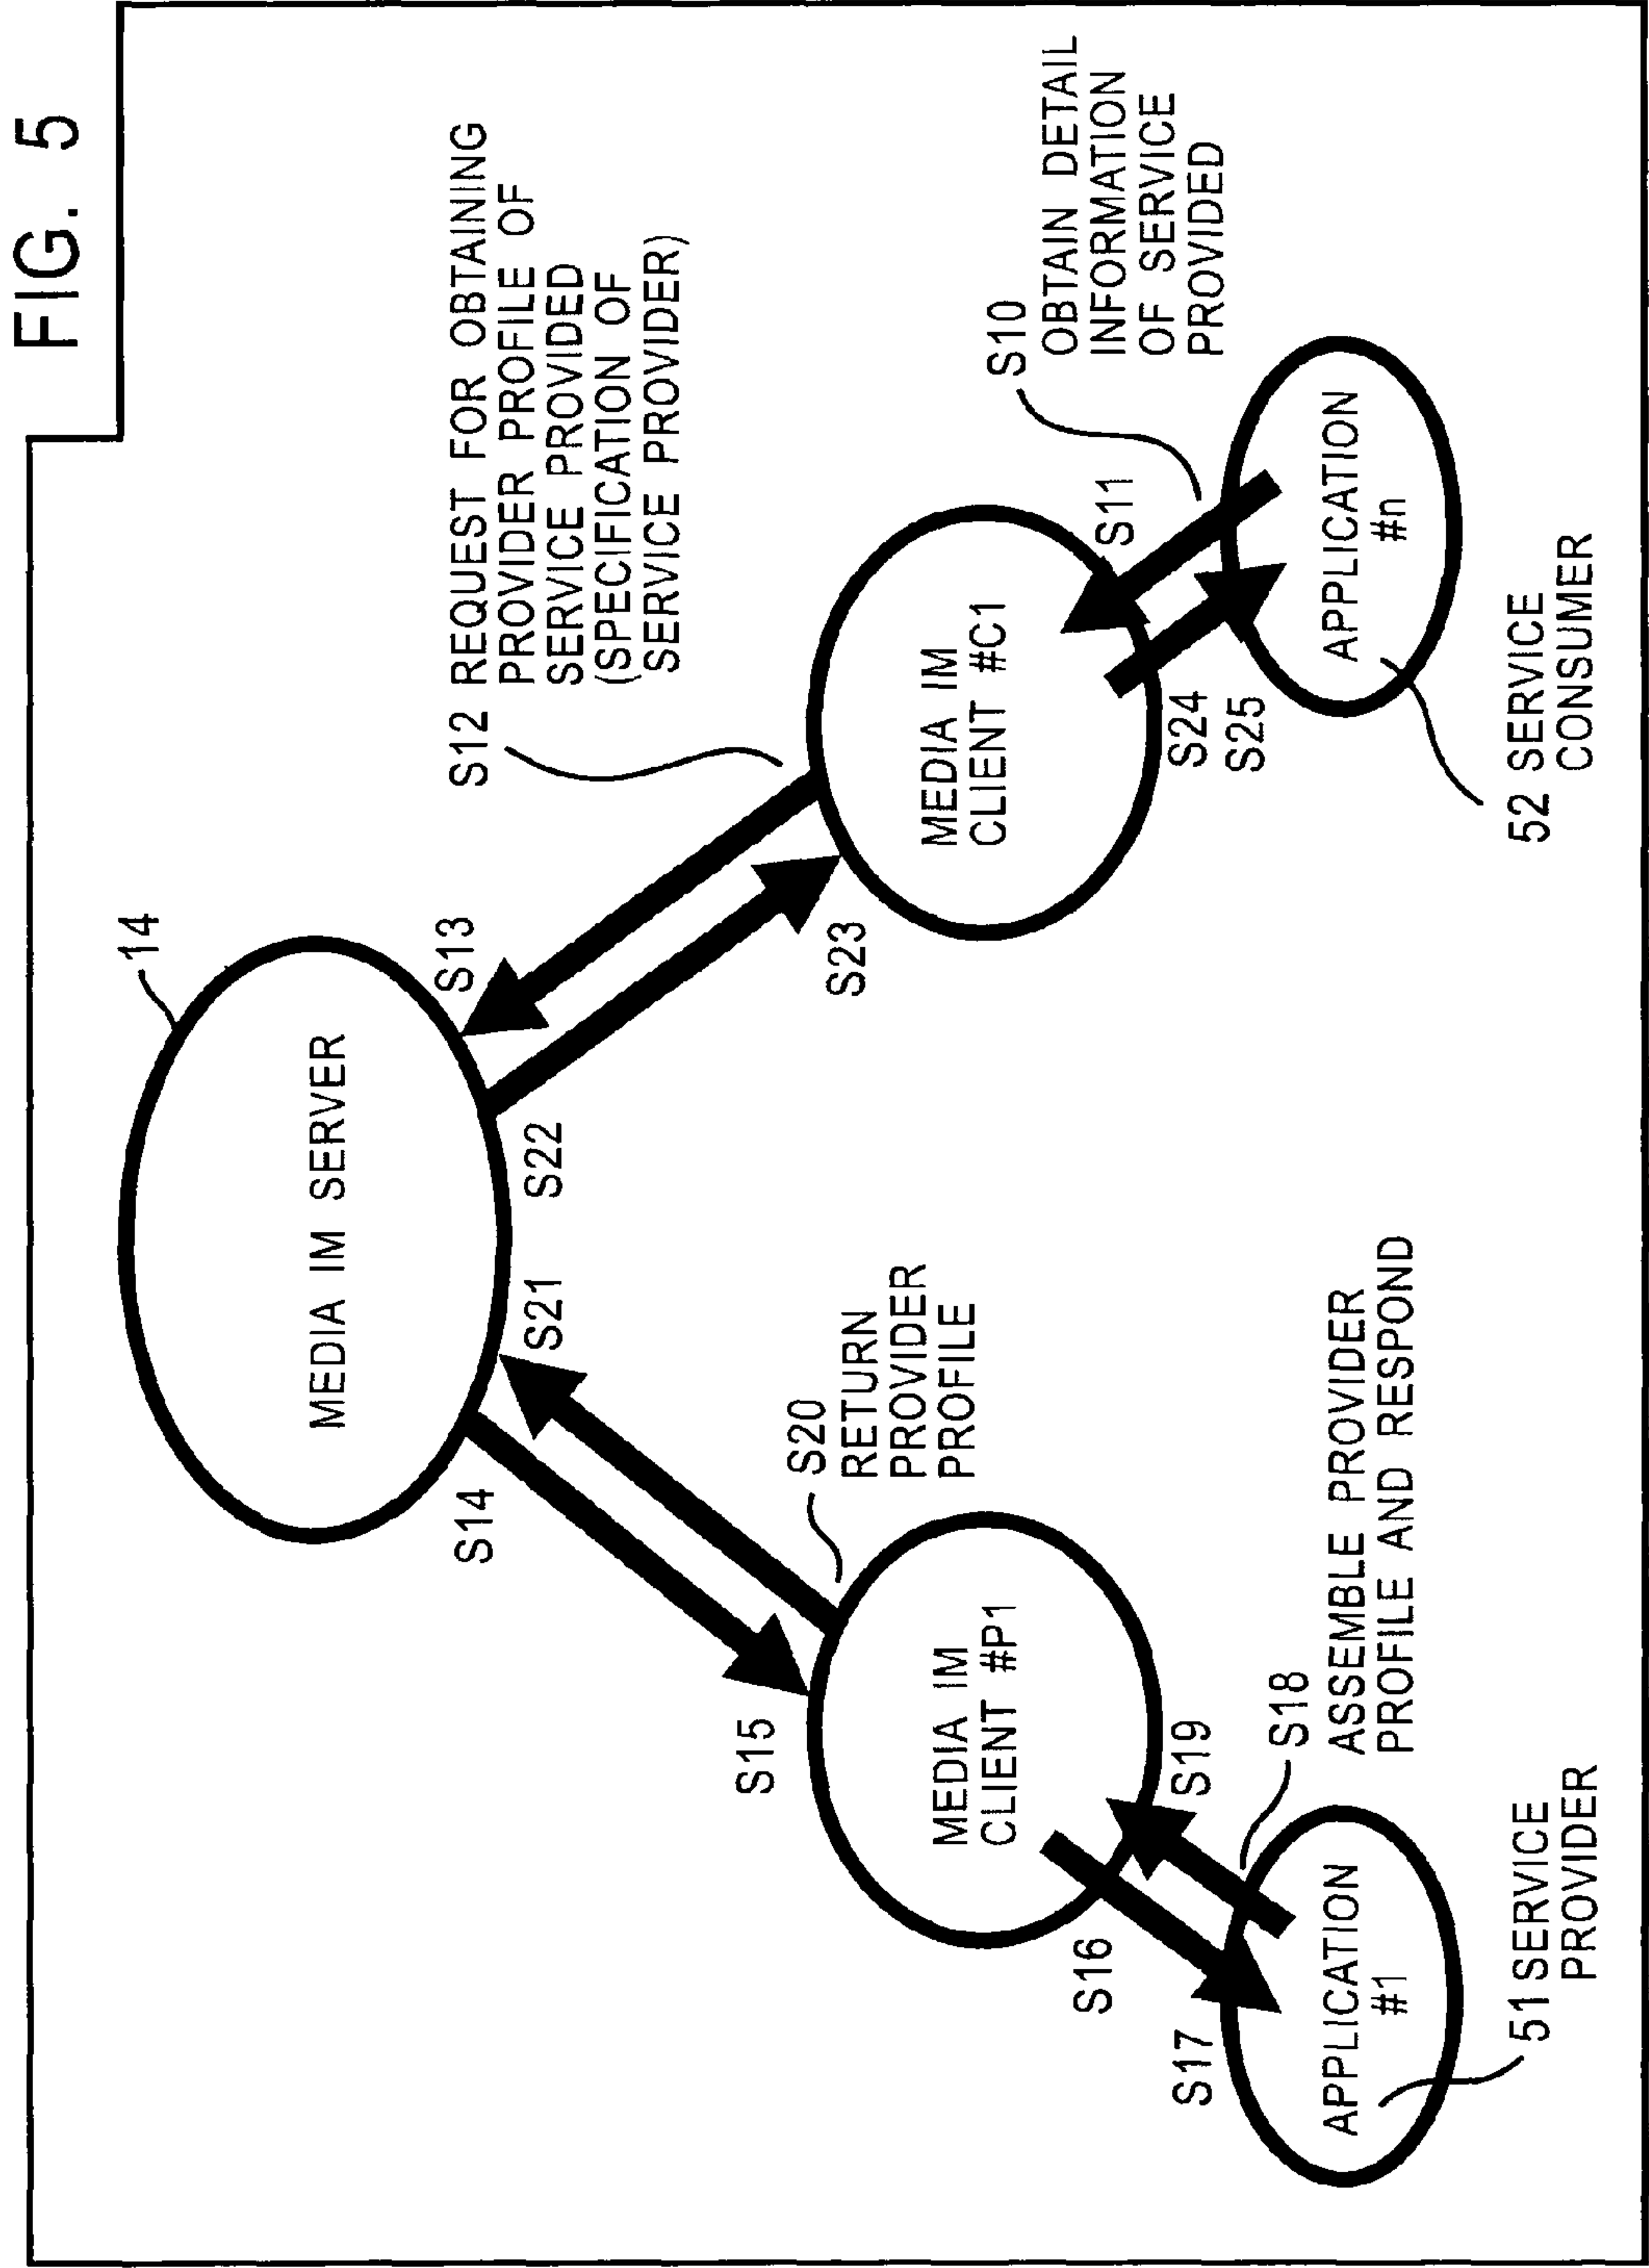 FIG. 5
14
MEDIA IM SERVER
S14
S21
S22
S13
S12 REQUEST FOR OBTAINING
PROVIDER PROFILE OF
SERVICE PROVIDED
(SPECIFICATION OF
SERVICE PROVIDER)
S15
S20
RETURN
PROVIDER
PROFILE
S23
MEDIA IM
CLIENT #P1
MEDIA IM
CLIENT #C1
S10
OBTAIN DETAIL
INFORMATION
OF SERVICE
PROVIDED
S11
S16
S19
S24
S25
S17
S18
ASSEMBLE PROVIDER
PROFILE AND RESPOND
APPLICATION
#1
APPLICATION
#n
51 SERVICE
PROVIDER
52 SERVICE
CONSUMER